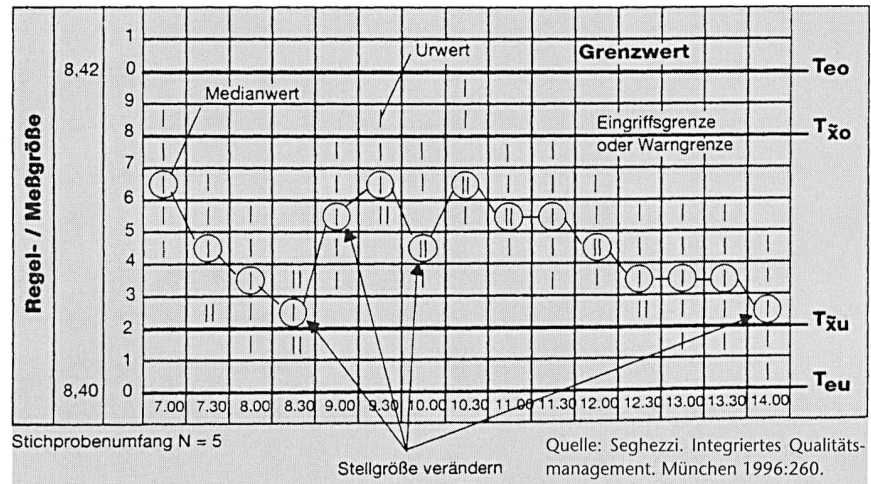 Regel- / Meßgröße
8,42
8,40
1
0
9
8
7
6
5
4
3
2
1
0
Urwert
Grenzwert
Medianwert
Eingriffsgrenze
oder Warngrenze
Teo
Tx̃o
Tx̃u
Teu
7.00 7.30 8.00 8.30 9.00 9.30 10.00 10.30 11.00 11.30 12.00 12.30 13.00 13.30 14.00
Stichprobenumfang N = 5
Stellgröße verändern
Quelle: Seghezzi. Integriertes Qualitäts-
management. München 1996:260.